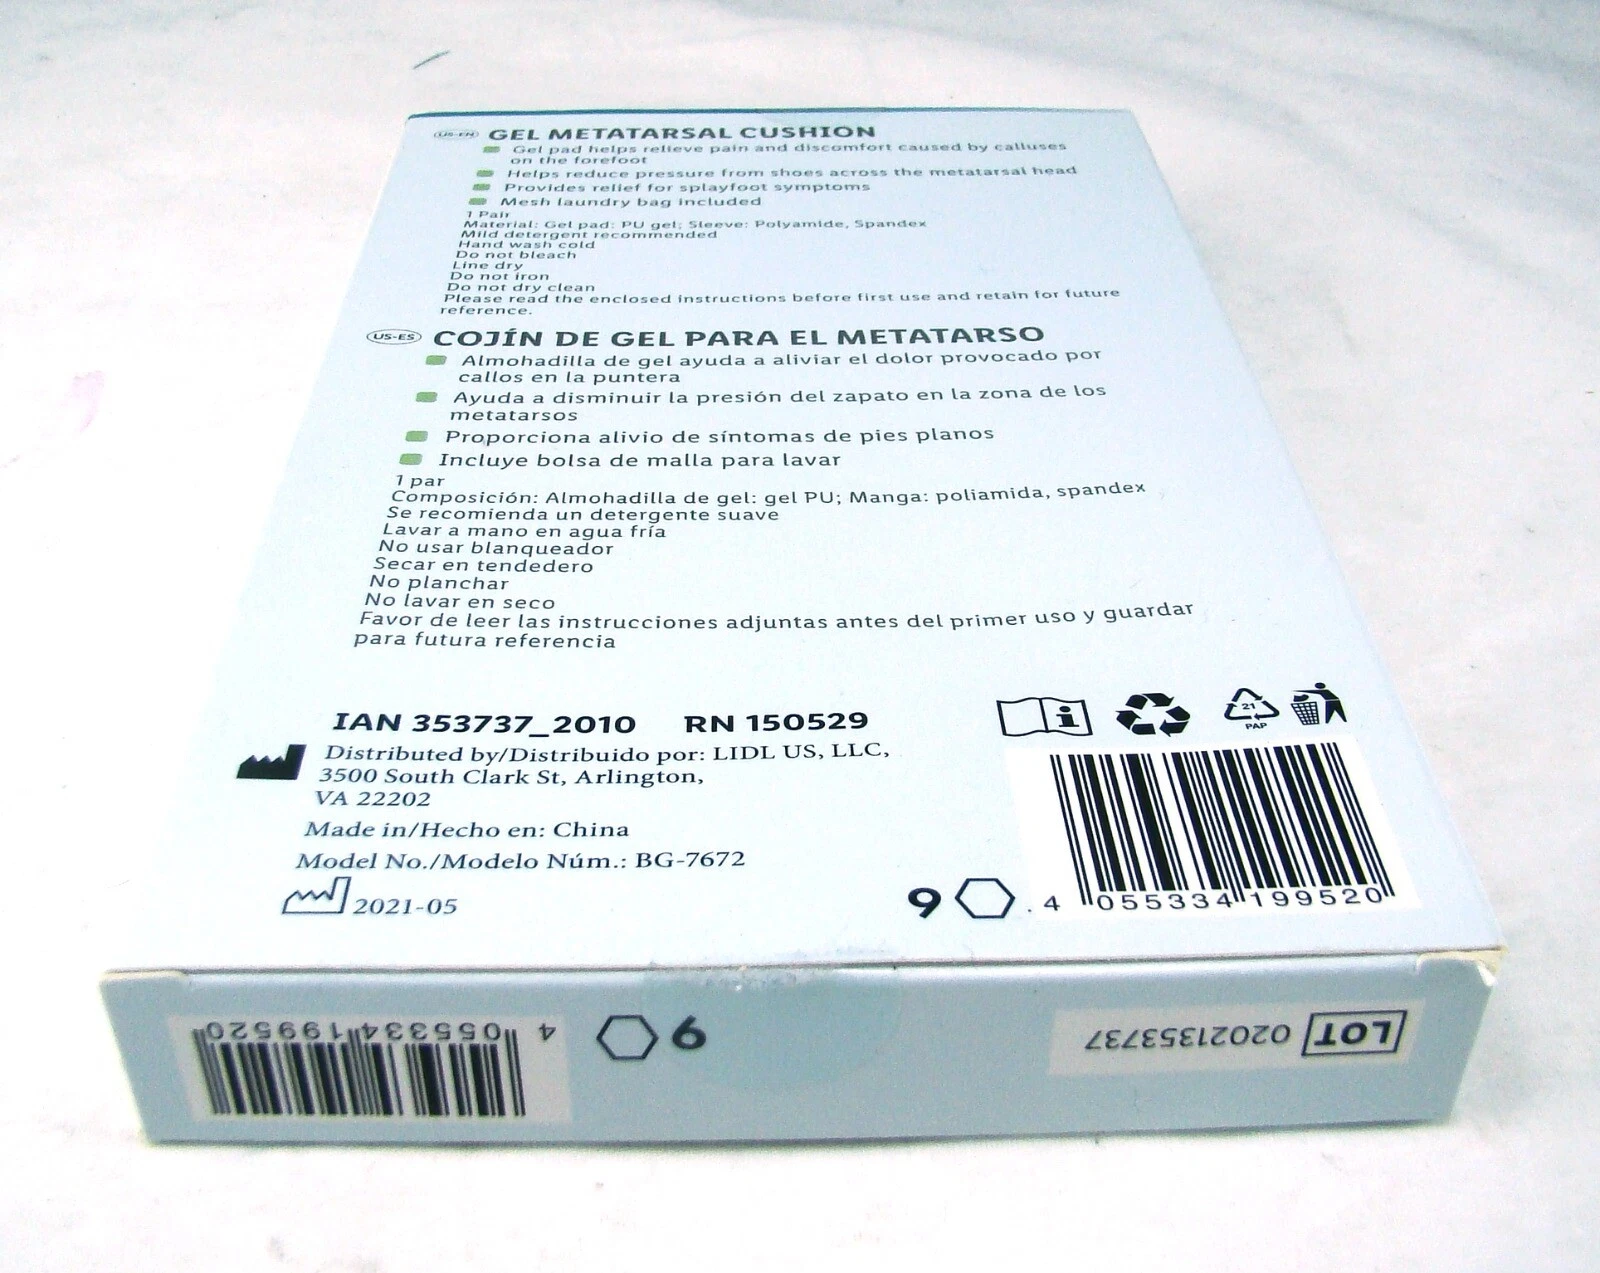 US-EN GEL METATARSAL CUSHION
Gel pad helps relieve pain and discomfort caused by calluses
on the forefoot
Helps reduce pressure from shoes across the metatarsal head
Provides relief for splayfoot symptoms
Mesh laundry bag included
1 Pair
Material: Gel pad: PU gel; Sleeve: Polyamide, Spandex
Mild detergent recommended
Hand wash cold
Do not bleach
Line dry
Do not iron
Do not dry clean
Please read the enclosed instructions before first use and retain for future
reference.
US-ES COJÍN DE GEL PARA EL METATARSO
Almohadilla de gel ayuda a aliviar el dolor provocado por
callos en la puntera
Ayuda a disminuir la presión del zapato en la zona de los
metatarsos
Proporciona alivio de síntomas de pies planos
Incluye bolsa de malla para lavar
1 par
Composición: Almohadilla de gel: gel PU; Manga: poliamida, spandex
Se recomienda un detergente suave
Lavar a mano en agua fría
No usar blanqueador
Secar en tendedero
No planchar
No lavar en seco
Favor de leer las instrucciones adjuntas antes del primer uso y guardar
para futura referencia
IAN 353737_2010 RN 150529
Distributed by/Distribuido por: LIDL US, LLC,
3500 South Clark St, Arlington,
VA 22202
Made in/Hecho en: China
Model No./Modelo Núm.: BG-7672
2021-05
21
PAP
9
4 055334 199520
4 055334 199520
9
LOT 02021353737